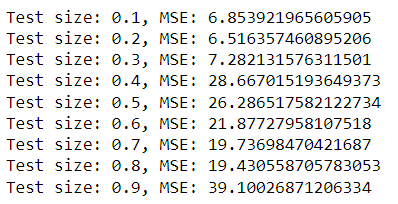 Test size: 0.1, MSE: 6.853921965605905
Test size: 0.2, MSE: 6.516357460895206
Test size: 0.3, MSE: 7.282131576311501
Test size: 0.4, MSE: 28.667015193649373
Test size: 0.5, MSE: 26.286517582122734
Test size: 0.6, MSE: 21.87727958107518
Test size: 0.7, MSE: 19.73698470421687
Test size: 0.8, MSE: 19.430558705783053
Test size: 0.9, MSE: 39.10026871206334